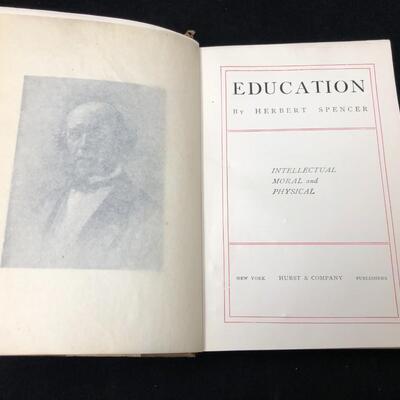 EDUCATION
By HERBERT SPENCER
INTELLECTUAL
MORAL and
PHYSICAL
NEW YORK HURST & COMPANY PUBLISHERS